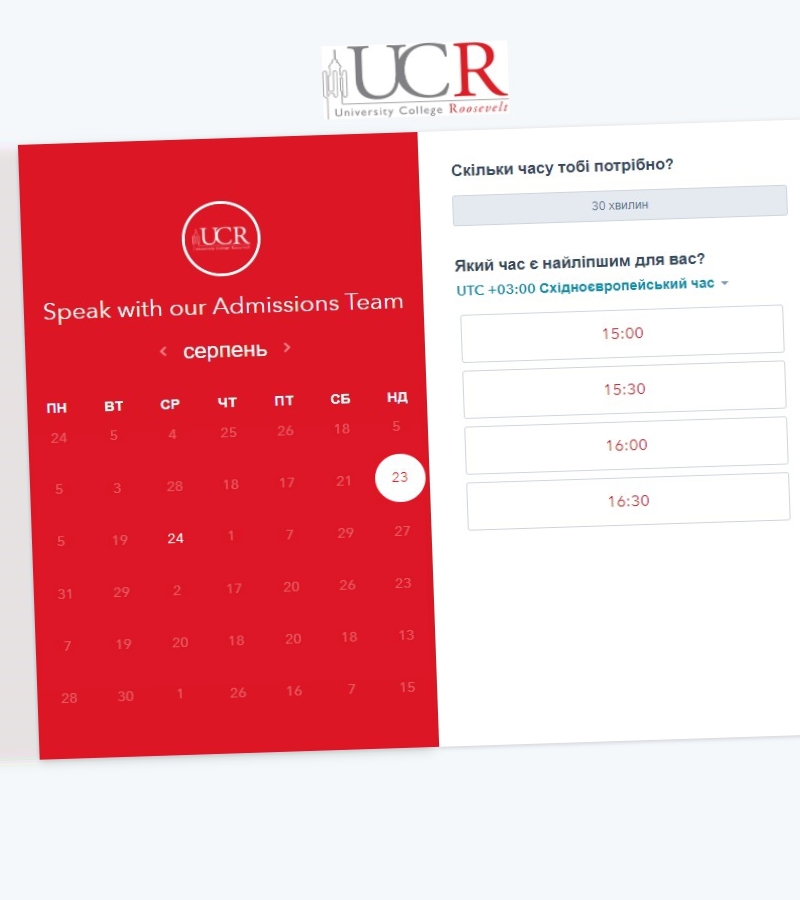 UCR
University College Roosevelt
UCR
Speak with our Admissions Team
серпень
ПН ВТ СР ЧТ ПТ СБ НД
24 5 4 25 26 18 5
5 3 28 18 17 21 23
5 19 24 1 7 29 27
31 29 2 17 20 26 23
7 19 20 18 20 18 13
28 30 1 26 16 7 15
Скільки часу тобі потрібно?
30 хвилин
Який час є найліпшим для вас?
UTC +03:00 Східноєвропейський час
15:00
15:30
16:00
16:30